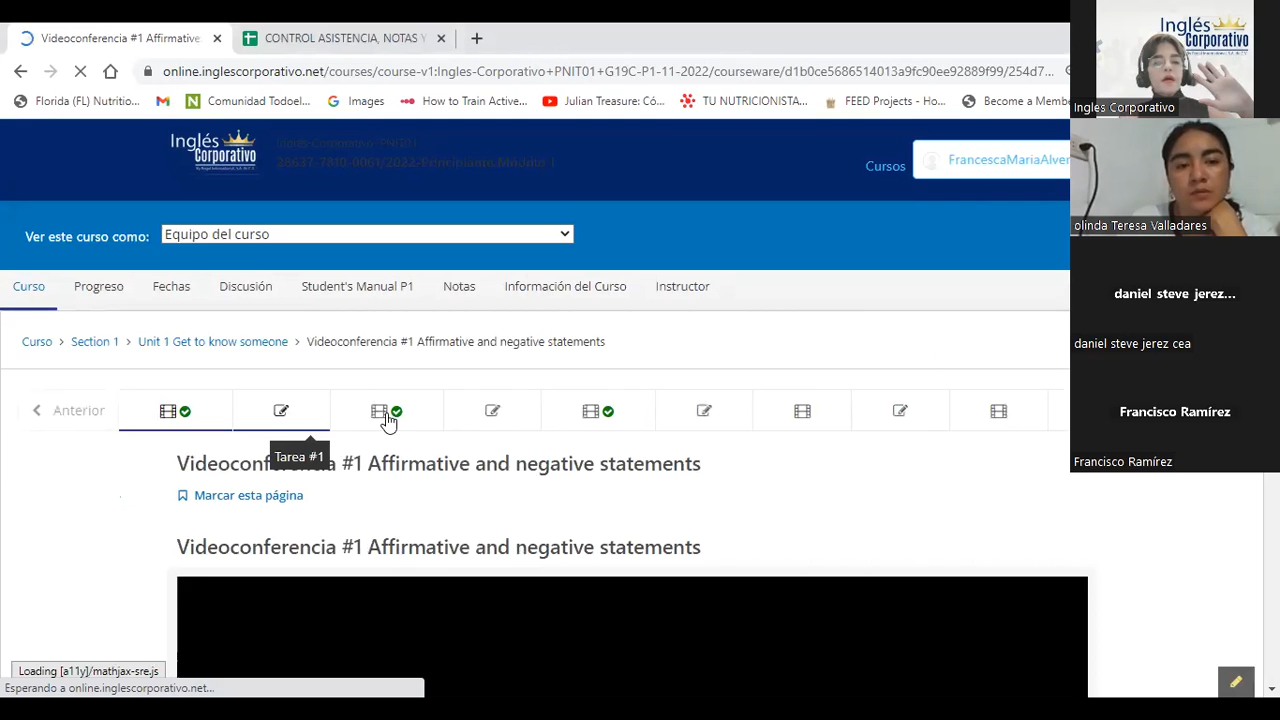 Videoconferencia #1 Affirmative
CONTROL ASISTENCIA, NOTAS Y
online.inglescorporativo.net/courses/course-v1:Ingles-Corporativo+PNIT01+G19C-P1-11-2022/courseware/d1b0ce5686514013a9fc90ee92889f99/254d7...
Florida (FL) Nutritio...
Comunidad Todoel...
Images
How to Train Active...
Julian Treasure: Có...
TU NUTRICIONISTA...
FEED Projects - Ho...
Become a Membe
Inglés
Corporativo
Cursos
FrancescaMariaAlver
Ver este curso como:
Equipo del curso
Curso
Progreso
Fechas
Discusión
Student's Manual P1
Notas
Información del Curso
Instructor
Curso > Section 1 > Unit 1 Get to know someone > Videoconferencia #1 Affirmative and negative statements
Anterior
Tarea #1
Videoconferencia #1 Affirmative and negative statements
Marcar esta página
Videoconferencia #1 Affirmative and negative statements
Loading [a11y]/mathjax-sre.js
Esperando a online.inglescorporativo.net...
Inglés
Corporativo
Ingles Corporativo
olinda Teresa Valladares
daniel steve jerez...
daniel steve jerez cea
Francisco Ramírez
Francisco Ramírez